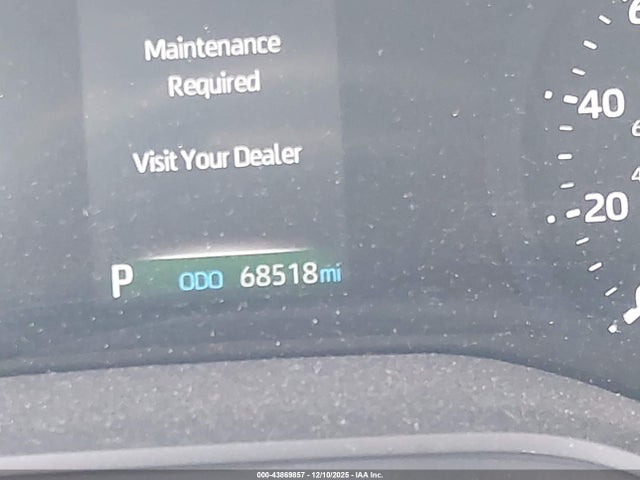 Maintenance
Required
Visit Your Dealer
P ODO 68518mi
40
20
000-43869857 - 12/10/2025 - IAA Inc.